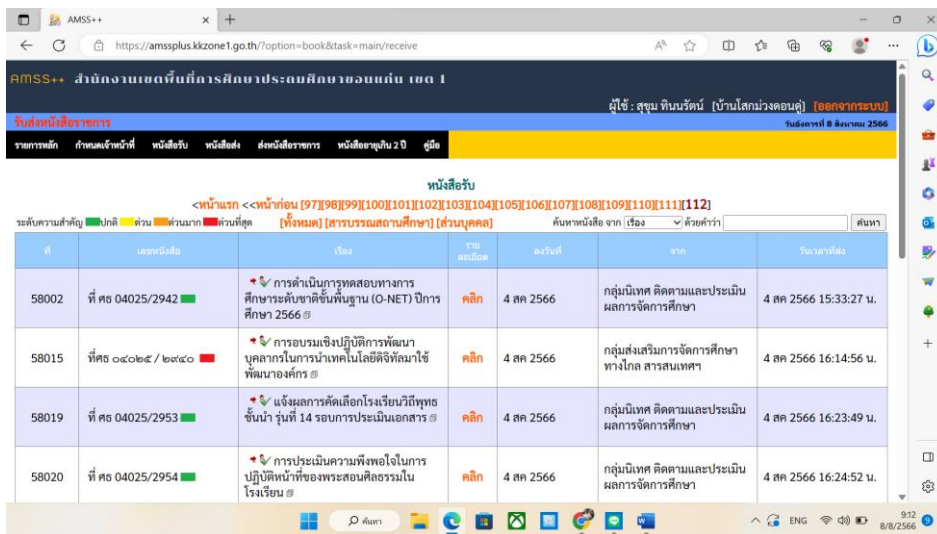 AMSS++
https://amssplus.kkzone1.go.th/?option=book&task=main/receive
AMSS++ สำนักงานเขตพื้นที่การศึกษาประถมศึกษาขอนแก่น เขต 1
ผู้ใช้ : สุขุม ทินนรัตน์ [บ้านโสกม่วงดอนดู่] [ออกจากระบบ]
รับส่งหนังสือราชการ วันอังคารที่ 8 สิงหาคม 2566
รายการหลัก กำหนดเจ้าหน้าที่ หนังสือรับ หนังสือส่ง ส่งหนังสือราชการ หนังสืออายุเกิน 2 ปี คู่มือ
หนังสือรับ
<หน้าแรก <<หน้าก่อน [97][98][99][100][101][102][103][104][105][106][107][108][109][110][111][112]
ระดับความสำคัญ ปกติ ด่วน ด่วนมาก ด่วนที่สุด [ทั้งหมด] [สารบรรณสถานศึกษา] [ส่วนบุคคล] ค้นหาหนังสือ จาก เรื่อง ด้วยคำว่า ค้นหา
ที่ เลขหนังสือ เรื่อง ราย ละเอียด ลงวันที่ จาก วันเวลาที่ส่ง
58002 ที่ ศธ 04025/2942 การดำเนินการทดสอบทางการ
ศึกษาระดับชาติขั้นพื้นฐาน (O-NET) ปีการ
ศึกษา 2566 คลิก 4 สค 2566 กลุ่มนิเทศ ติดตามและประเมิน
ผลการจัดการศึกษา 4 สค 2566 15:33:27 น.
58015 ที่ศธ ๐๔๐๒๕/๒๙๔๐ การอบรมเชิงปฏิบัติการพัฒนา
บุคลากรในการนำเทคโนโลยีดิจิทัลมาใช้
พัฒนาองค์กร คลิก 4 สค 2566 กลุ่มส่งเสริมการจัดการศึกษา
ทางไกล สารสนเทศฯ 4 สค 2566 16:14:56 น.
58019 ที่ ศธ 04025/2953 แจ้งผลการคัดเลือกโรงเรียนวิถีพุทธ
ชั้นนำ รุ่นที่ 14 รอบการประเมินเอกสาร คลิก 4 สค 2566 กลุ่มนิเทศ ติดตามและประเมิน
ผลการจัดการศึกษา 4 สค 2566 16:23:49 น.
58020 ที่ ศธ 04025/2954 การประเมินความพึงพอใจในการ
ปฏิบัติหน้าที่ของพระสอนศีลธรรมใน
โรงเรียน คลิก 4 สค 2566 กลุ่มนิเทศ ติดตามและประเมิน
ผลการจัดการศึกษา 4 สค 2566 16:24:52 น.
ค้นหา ENG 9:12
8/8/2566